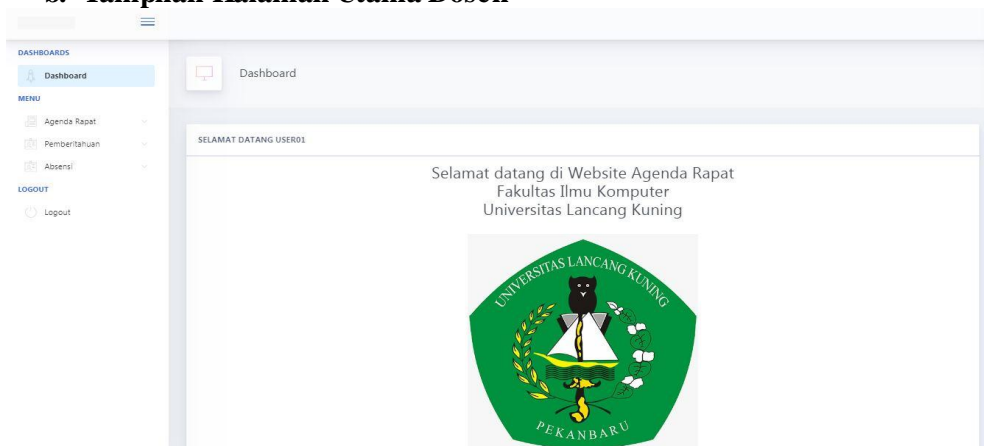 b. Tampilan Halaman Utama Dosen
DASHBOARDS
Dashboard
MENU
Agenda Rapat
Pemberitahuan
Absensi
LOGOUT
Logout
Dashboard
SELAMAT DATANG USER01
Selamat datang di Website Agenda Rapat
Fakultas Ilmu Komputer
Universitas Lancang Kuning
UNIVERSITAS LANCANG KUNING
PEKANBARU